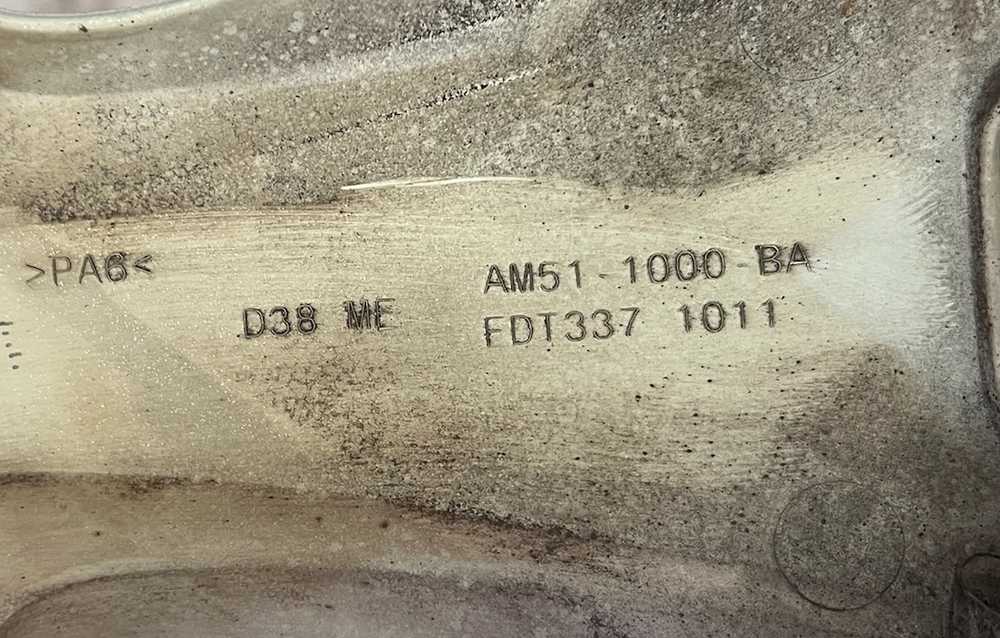 >PA6<
D38 ME
AM51-1000-BA
FDT337 1011